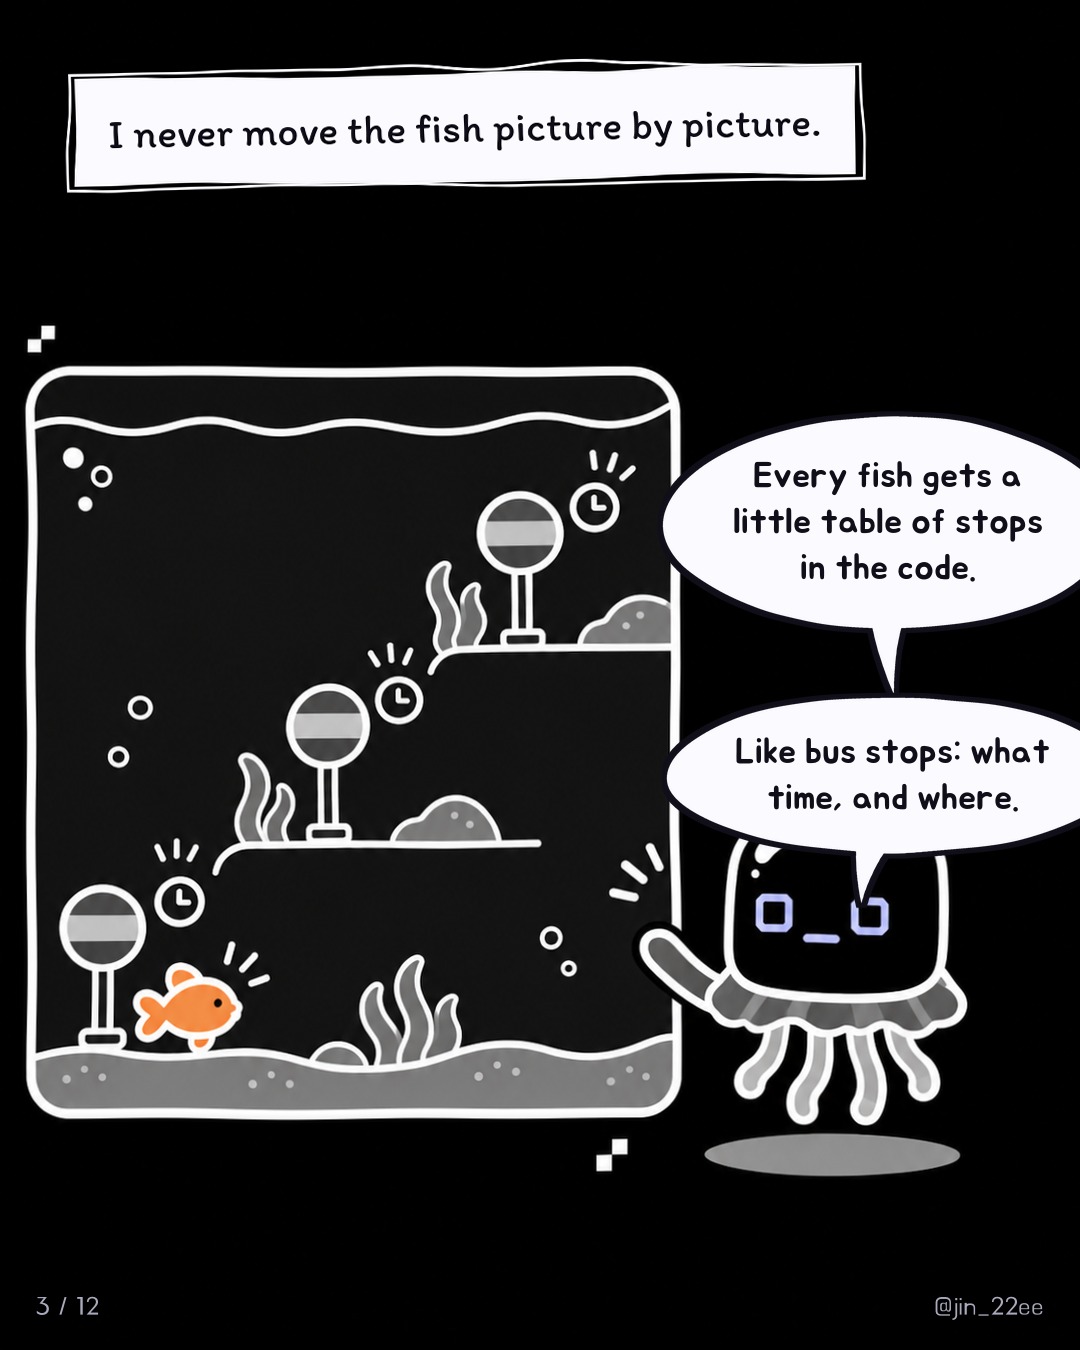 I never move the fish picture by picture.
Every fish gets a
little table of stops
in the code.
Like bus stops: what
time, and where.
3 / 12
@jin_22ee